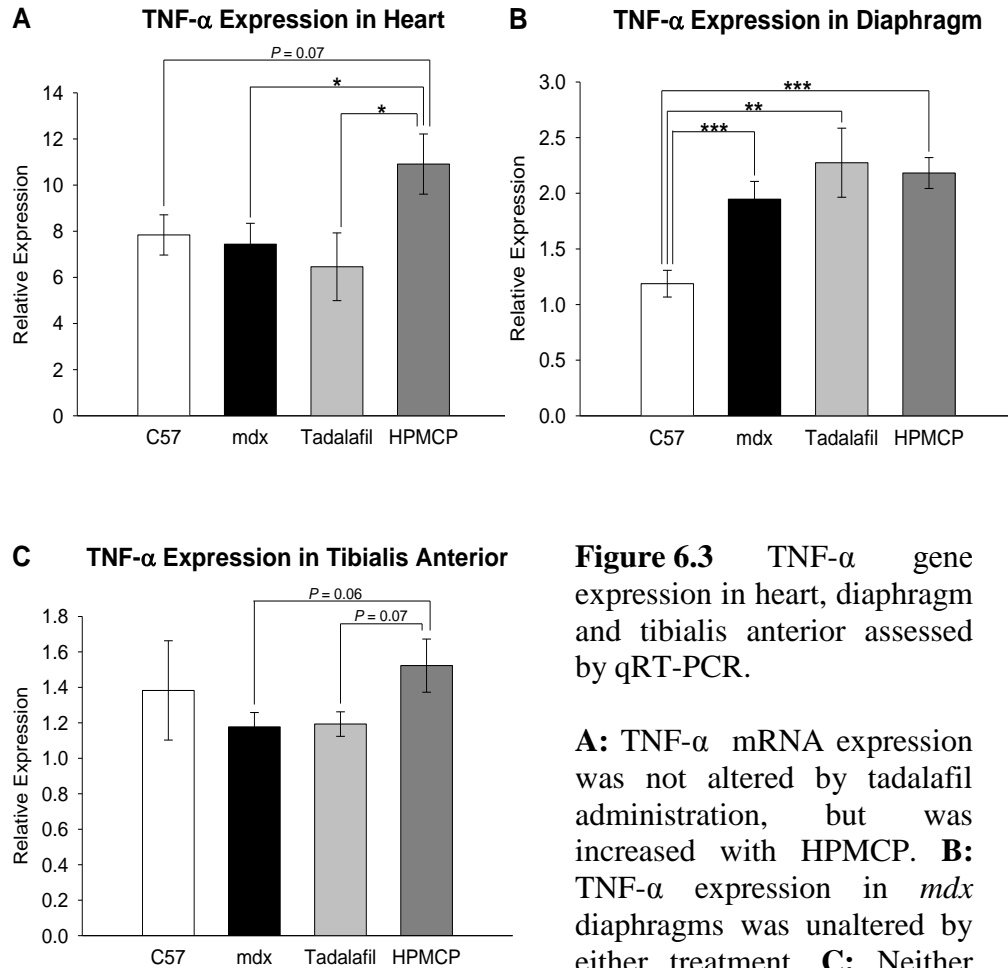 A TNF-α Expression in Heart
P = 0.07
*
*
Relative Expression
14
12
10
8
6
4
2
0
C57 mdx Tadalafil HPMCP
B TNF-α Expression in Diaphragm
***
**
***
Relative Expression
3.0
2.5
2.0
1.5
1.0
0.5
0.0
C57 mdx Tadalafil HPMCP
C TNF-α Expression in Tibialis Anterior
P = 0.06
P = 0.07
Relative Expression
1.8
1.6
1.4
1.2
1.0
0.8
0.6
0.4
0.2
0.0
C57 mdx Tadalafil HPMCP
Figure 6.3 TNF-α gene
expression in heart, diaphragm
and tibialis anterior assessed
by qRT-PCR.
A: TNF-α mRNA expression
was not altered by tadalafil
administration, but was
increased with HPMCP. B:
TNF-α expression in mdx
diaphragms was unaltered by
either treatment. C: Neither